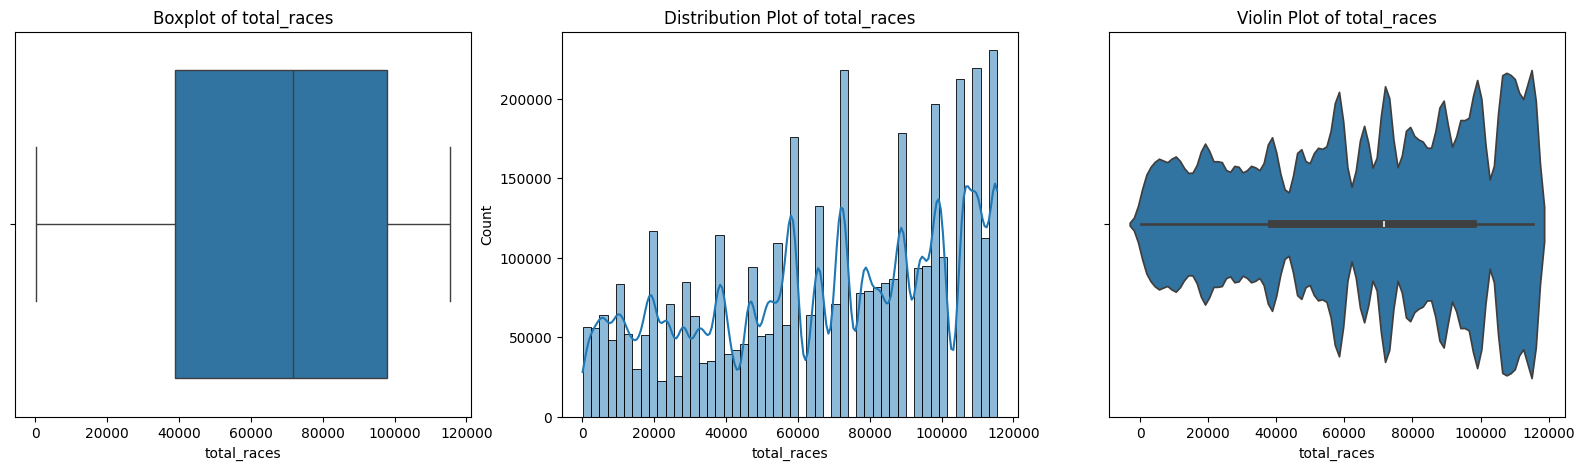 Boxplot of total_races
0 20000 40000 60000 80000 100000 120000
total_races
Distribution Plot of total_races
Count
200000
150000
100000
50000
0
0 20000 40000 60000 80000 100000 120000
total_races
Violin Plot of total_races
0 20000 40000 60000 80000 100000 120000
total_races